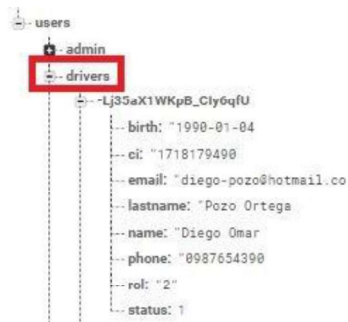 users
admin
drivers
-Lj35aX1WKpB_CIy6qfU
birth: "1990-01-04
ci: "1718179490
email: "diego-pozo@hotmail.co
lastname: "Pozo Ortega
name: "Diego Omar
phone: "0987654390
rol: "2"
status: 1